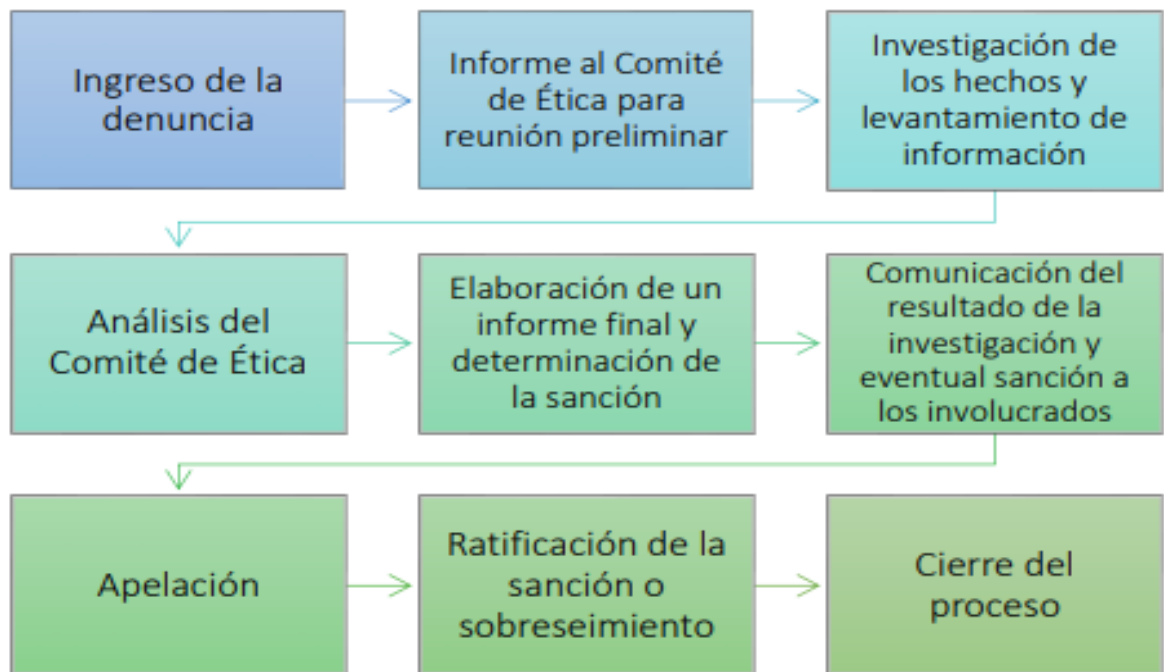 Ingreso de la
denuncia
Informe al Comité
de Ética para
reunión preliminar
Investigación de
los hechos y
levantamiento de
información
Análisis del
Comité de Ética
Elaboración de un
informe final y
determinación de
la sanción
Comunicación del
resultado de la
investigación y
eventual sanción a
los involucrados
Apelación
Ratificación de la
sanción o
sobreseimiento
Cierre del
proceso